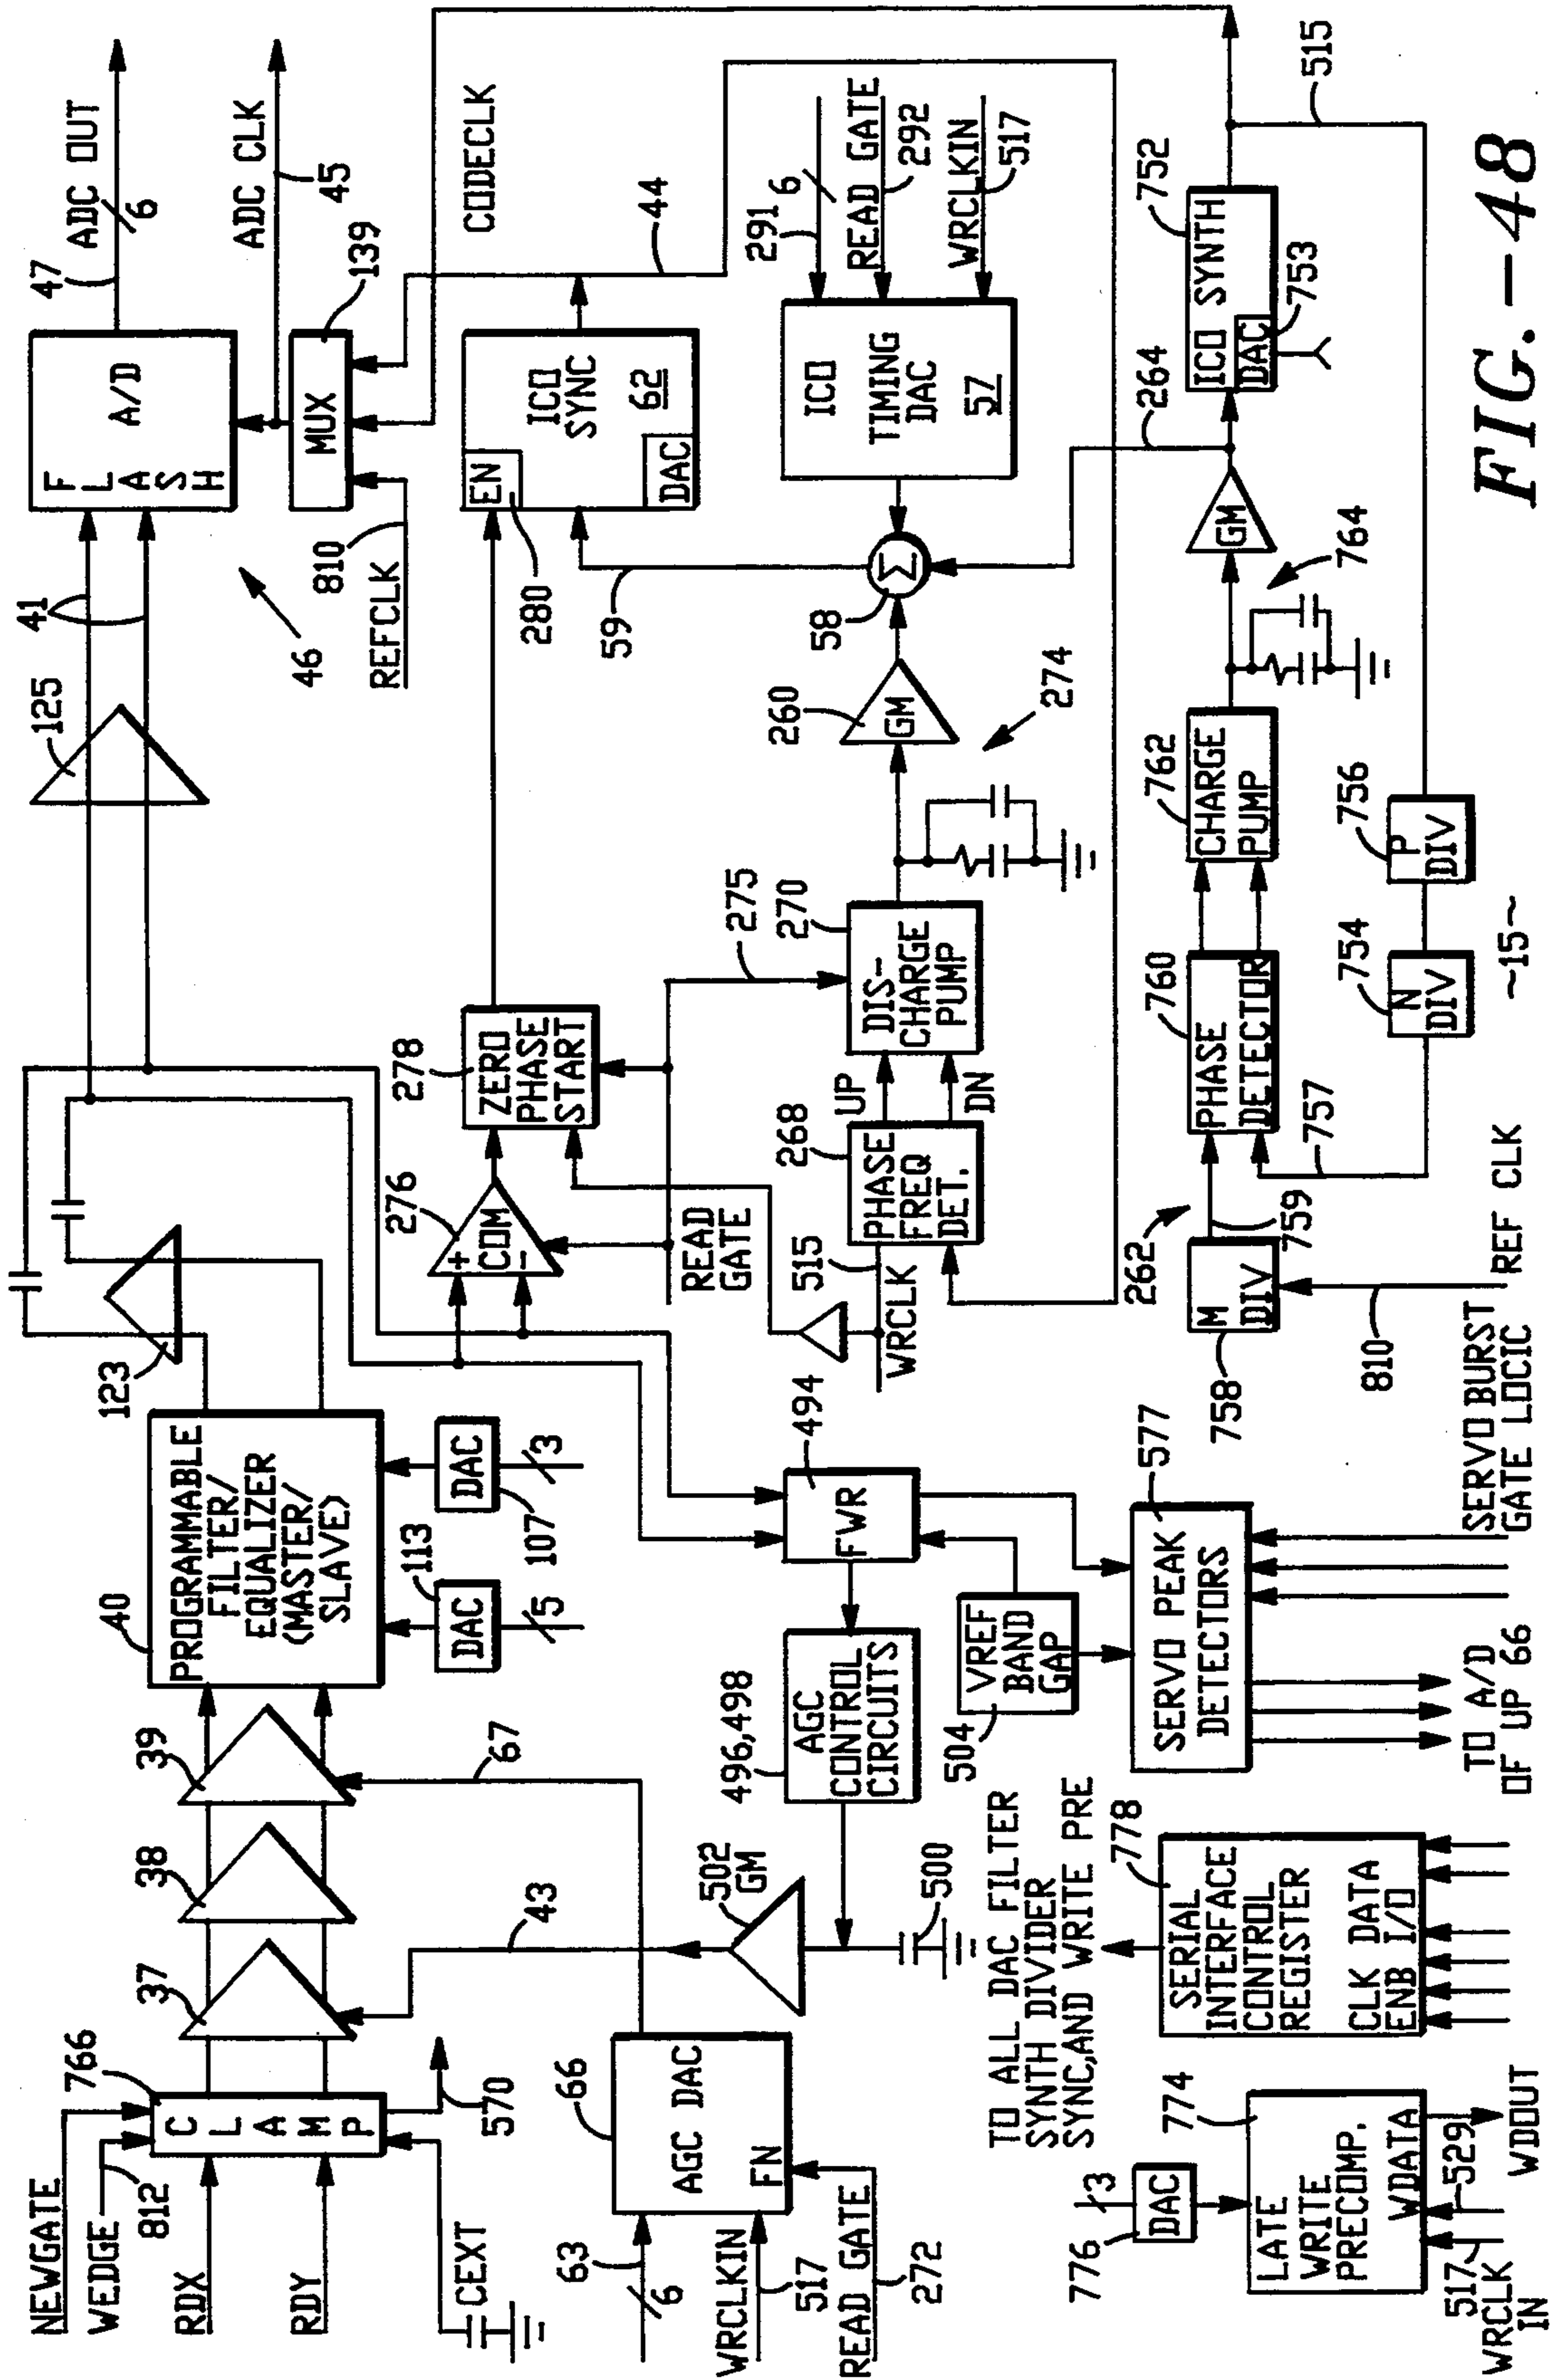 NEWGATE
WEDGE
812
RDX
RDY
CEXT
766
C
L
A
M
P
570
37
38
39
43
67
40
PROGRAMMABLE
FILTER/
EQUALIZER
(MASTER/
SLAVE)
113
DAC
5
107
DAC
3
123
125
41
46
F
L
A
S
H
A/D
47
ADC OUT
6
ADC CLK
45
MUX
139
810
REFCLK
CODECLK
276
+
COM
-
278
ZERO
PHASE
START
READ
GATE
EN
280
ICO
SYNC
62
DAC
44
59
63
6
WRCLKIN
517
READ GATE
272
66
AGC DAC
FN
502
GM
500
496,498
AGC
CONTROL
CIRCUITS
494
FWR
504
VREF
BAND
GAP
WRCLK
515
268
PHASE
FREQ
DET.
UP
DN
275
270
DIS-
CHARGE
PUMP
260
GM
274
58
Σ
ICO
TIMING
DAC
57
291
6
READ GATE
292
WRCLKIN
517
776
DAC
3
774
LATE
WRITE
PRECOMP.
WDATA
517
WRCLK
IN
529
WDOUT
TO ALL DAC FILTER
SYNTH DIVIDER
SYNC,AND WRITE PRE
778
SERIAL
INTERFACE
CONTROL
REGISTER
CLK DATA
ENB I/O
577
SERVO PEAK
DETECTORS
TO A/D
OF UP 66
SERVO BURST
GATE LOCIC
758
M
DIV
262
759
810
REF CLK
757
760
PHASE
DETECTOR
762
CHARGE
PUMP
764
GM
264
752
ICO SYNTH
DAC
753
515
754
N
DIV
756
P
DIV
~15~
FIG.-48